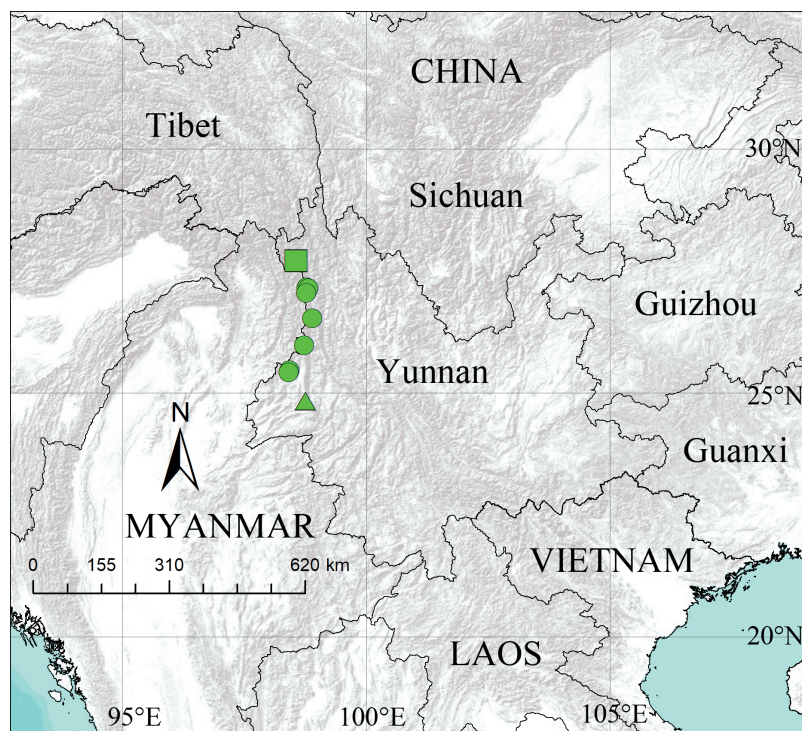 CHINA
Tibet
30°N
Sichuan
Guizhou
Yunnan
25°N
N
Guanxi
MYANMAR
VIETNAM
0 155 310 620 km
20°N
LAOS
95°E 100°E 105°E